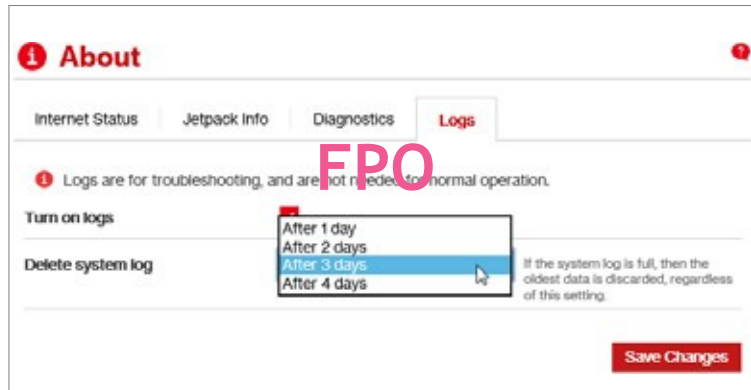 About
Internet Status Jetpack Info Diagnostics Logs
FPO
Logs are for troubleshooting, and are not needed for normal operation.
Turn on logs
After 1 day
After 2 days
Delete system log
After 3 days
After 4 days
If the system log is full, then the
oldest data is discarded, regardless
of this setting.
Save Changes